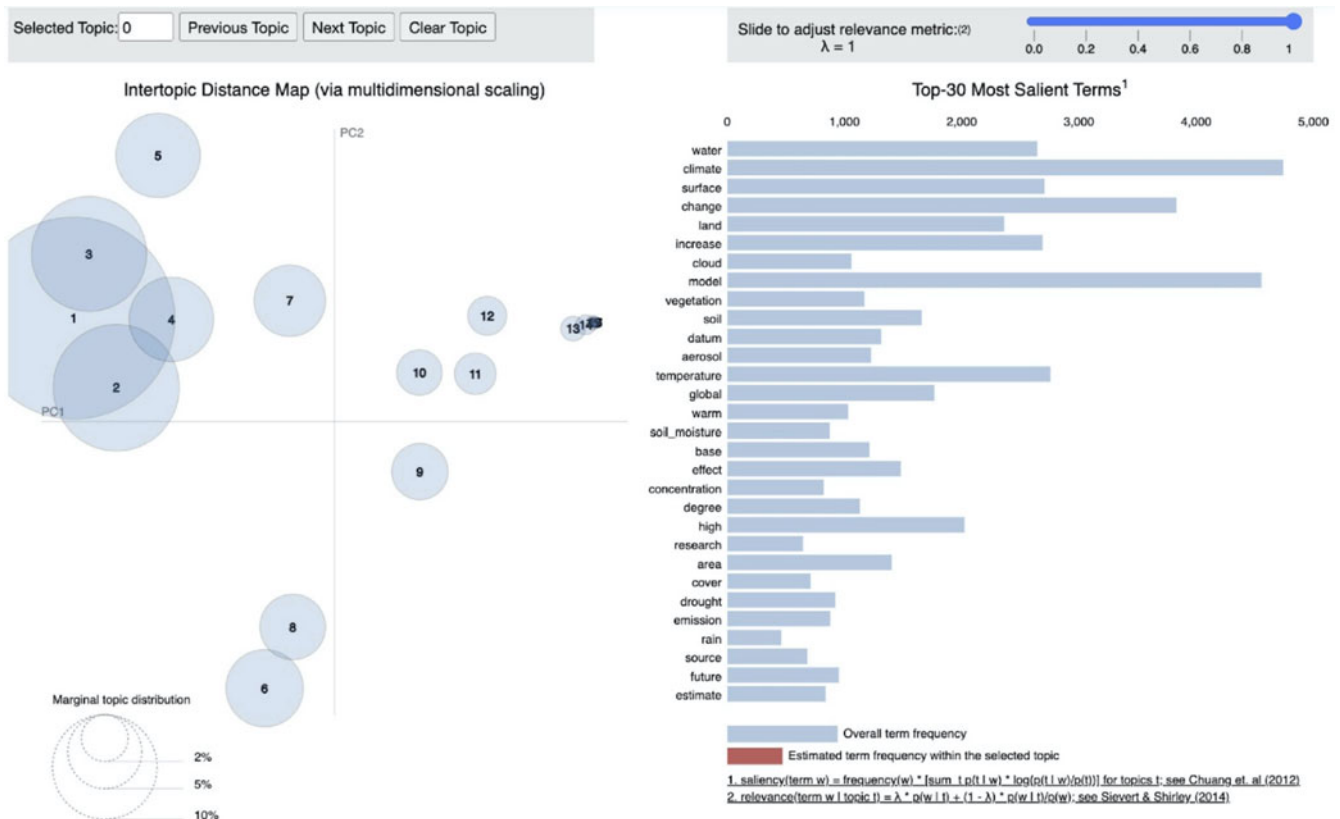 Selected Topic: 0 Previous Topic Next Topic Clear Topic
Slide to adjust relevance metric:(2)
λ = 1
0.0 0.2 0.4 0.6 0.8 1
Intertopic Distance Map (via multidimensional scaling)
PC2
PC1
5
3
1
4
2
7
12
13
10
11
9
8
6
Marginal topic distribution
2%
5%
10%
Top-30 Most Salient Terms1
0 1,000 2,000 3,000 4,000 5,000
water
climate
surface
change
land
increase
cloud
model
vegetation
soil
datum
aerosol
temperature
global
warm
soil_moisture
base
effect
concentration
degree
high
research
area
cover
drought
emission
rain
source
future
estimate
Overall term frequency
Estimated term frequency within the selected topic
1. saliency(term w) = frequency(w) * [sum_t p(t | w) * log(p(t | w)/p(t))] for topics t; see Chuang et. al (2012)
2. relevance(term w | topic t) = λ * p(w | t) + (1 - λ) * p(w | t)/p(w); see Sievert & Shirley (2014)